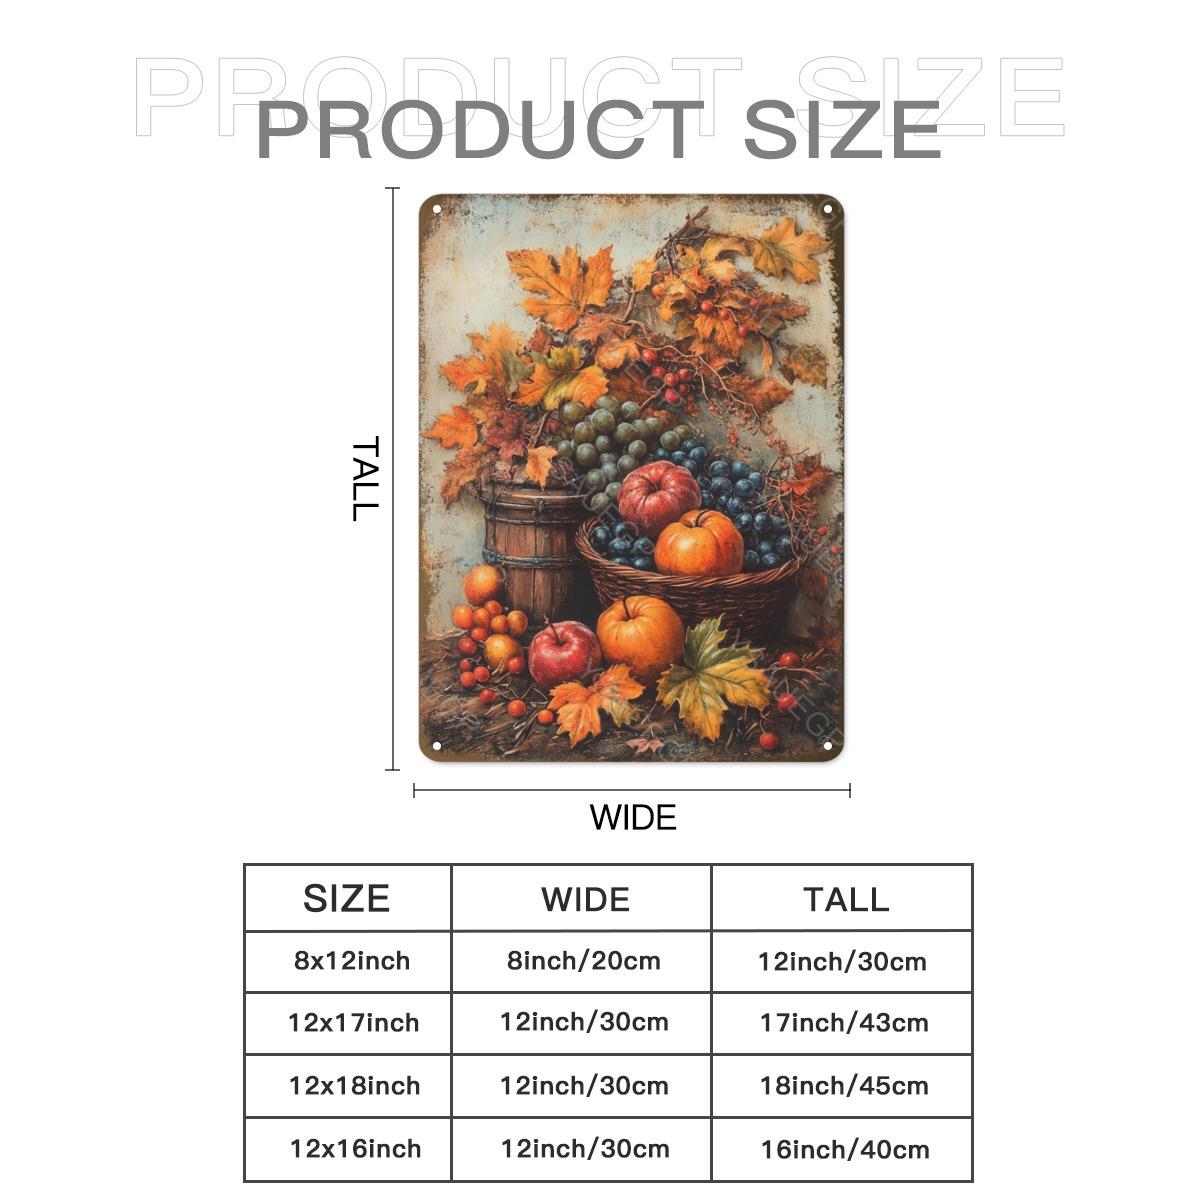 PRODUCT SIZE
PRODUCT SIZE
TALL
WIDE
SIZE WIDE TALL
8x12inch 8inch/20cm 12inch/30cm
12x17inch 12inch/30cm 17inch/43cm
12x18inch 12inch/30cm 18inch/45cm
12x16inch 12inch/30cm 16inch/40cm